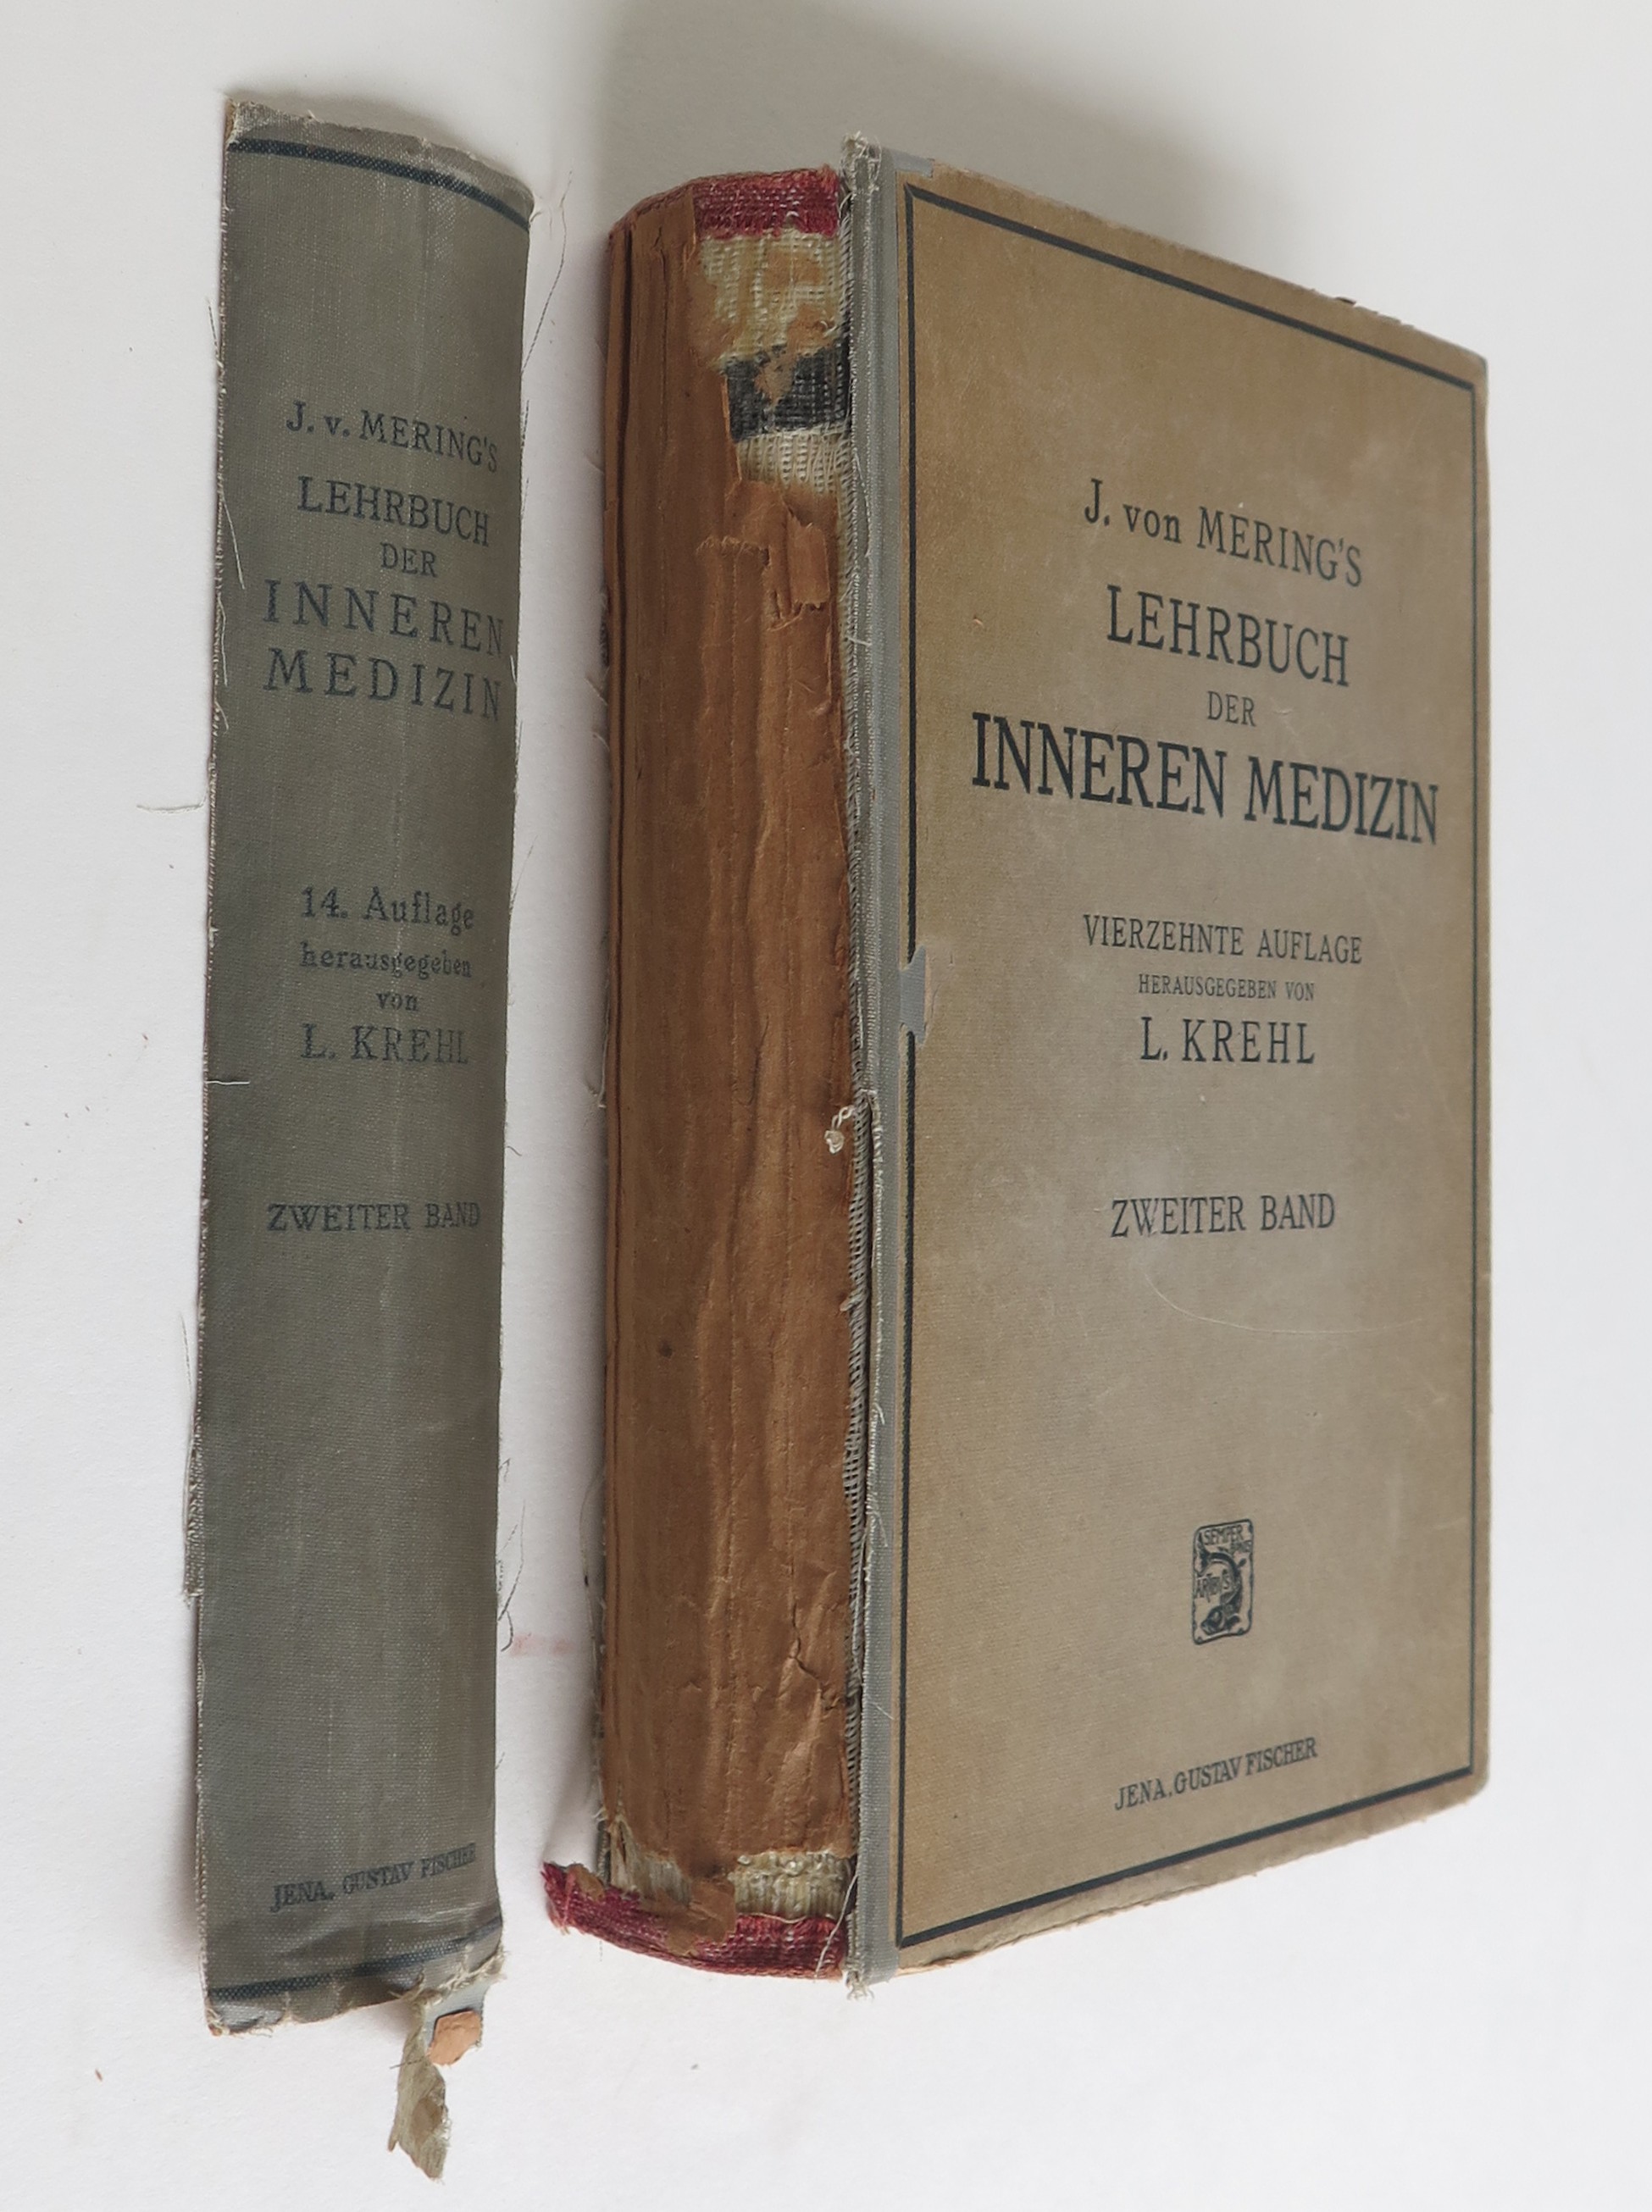 J. v. MERING'S
LEHRBUCH
DER
INNEREN
MEDIZIN
14. Auflage
herausgegeben
von
L. KREHL
ZWEITER BAND
JENA. GUSTAV FISCHER
J. von MERING'S
LEHRBUCH
DER
INNEREN MEDIZIN
VIERZEHNTE AUFLAGE
HERAUSGEGEBEN VON
L. KREHL
ZWEITER BAND
SEMPER
BONIS
ARTIBUS
JENA. GUSTAV FISCHER